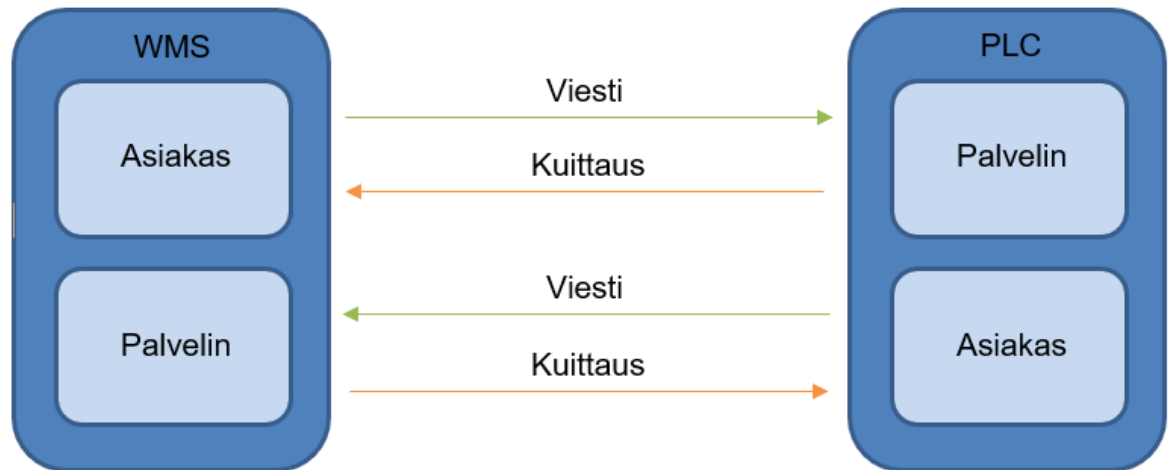 WMS
PLC
Viesti
Asiakas
Palvelin
Kuittaus
Viesti
Palvelin
Asiakas
Kuittaus